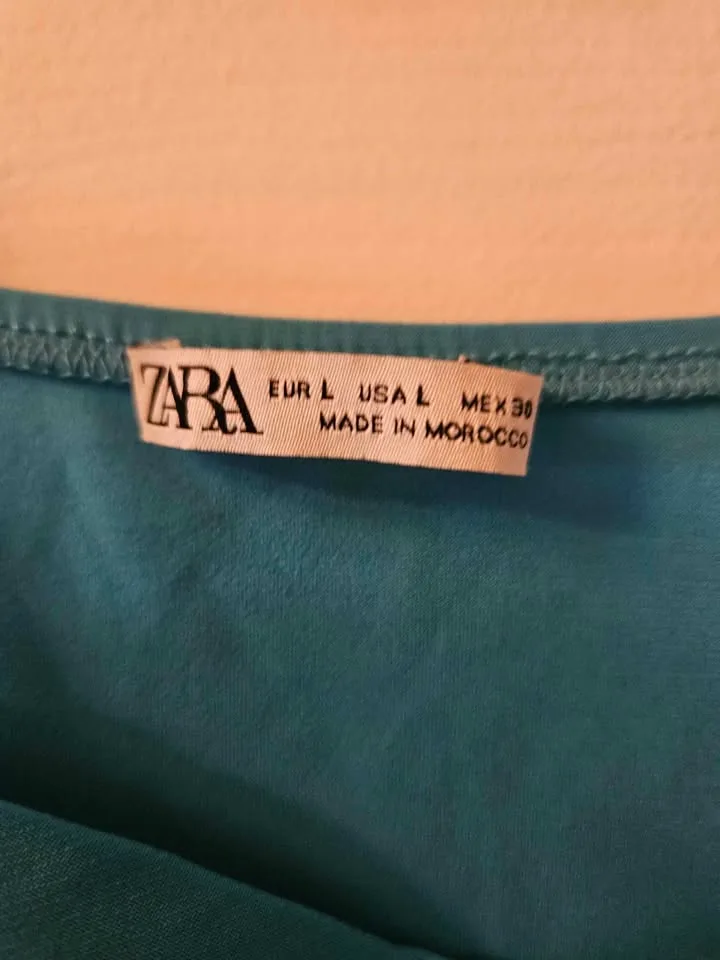 ZARA EUR L USA L MEX 30
MADE IN MOROCCO